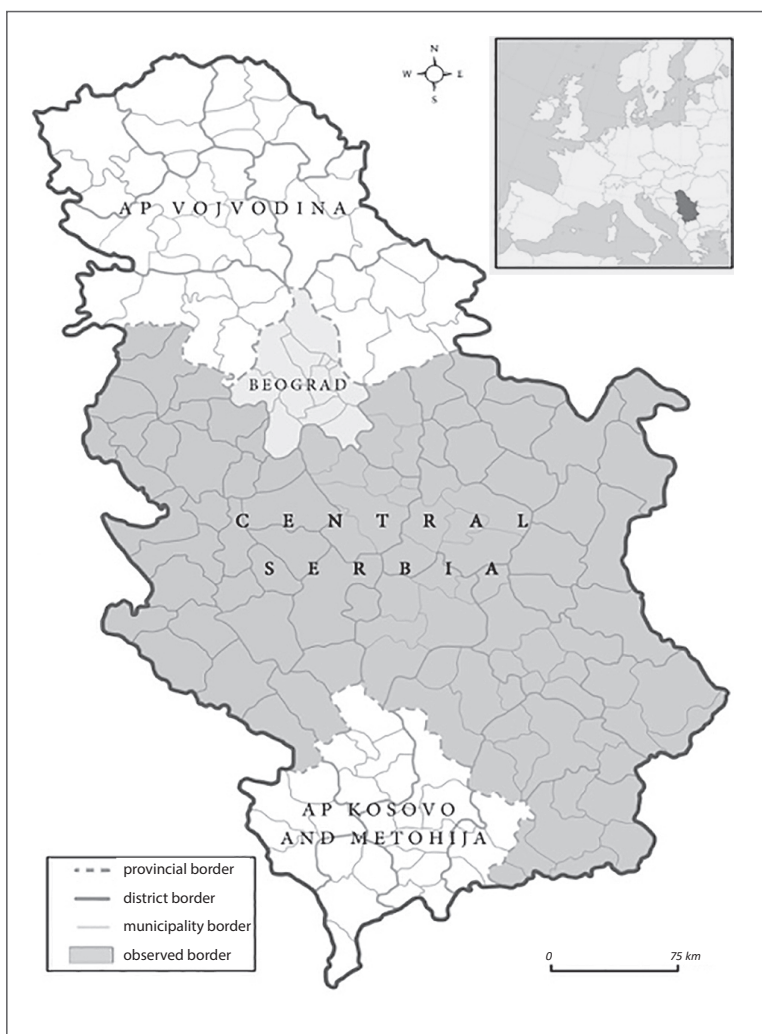 N
W E
S
AP VOJVODINA
BEOGRAD
CENTRAL
SERBIA
AP KOSOVO
AND METOHIJA
provincial border
district border
municipality border
observed border
0 75 km